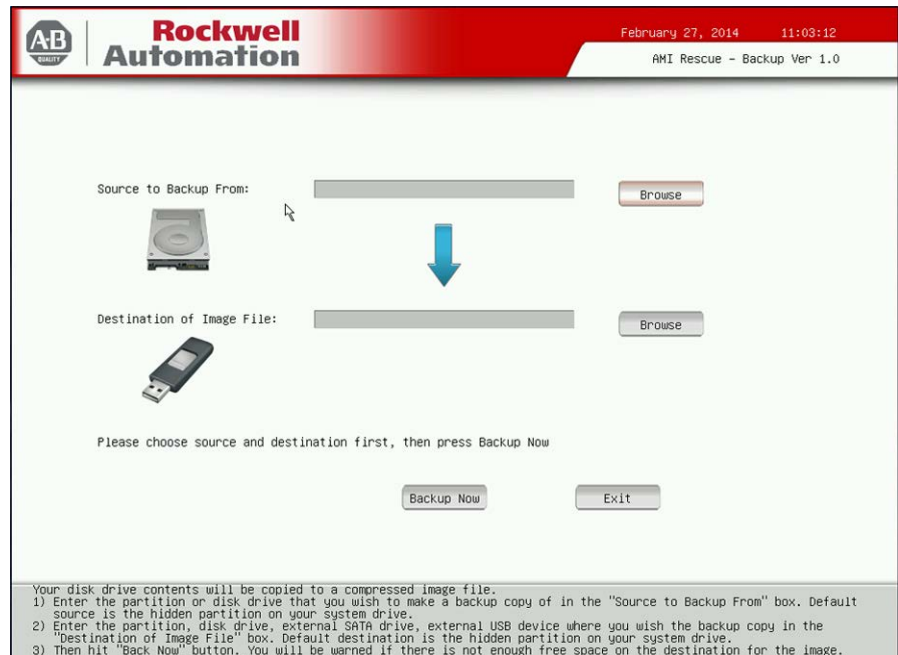 AB
QUALITY
Rockwell
Automation
February 27, 2014 11:03:12
AMI Rescue - Backup Ver 1.0
Source to Backup From:
Browse
Destination of Image File:
Browse
Please choose source and destination first, then press Backup Now
Backup Now
Exit
Your disk drive contents will be copied to a compressed image file.
1) Enter the partition or disk drive that you wish to make a backup copy of in the "Source to Backup From" box. Default
source is the hidden partition on your system drive.
2) Enter the partition, disk drive, external SATA drive, external USB device where you wish the backup copy in the
"Destination of Image File" box. Default destination is the hidden partition on your system drive.
3) Then hit "Back Now" button. You will be warned if there is not enough free space on the destination for the image.